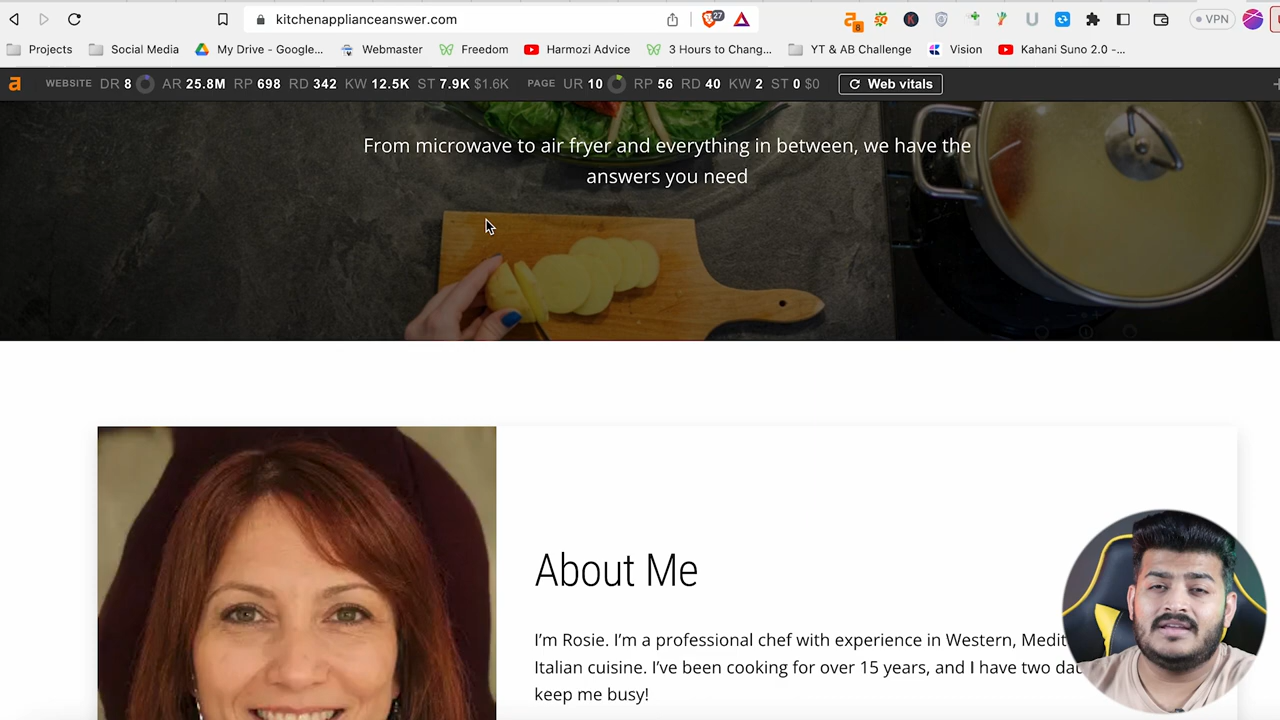 kitchenapplianceanswer.com
27
8
VPN
Projects Social Media My Drive - Google... Webmaster Freedom Harmozi Advice 3 Hours to Chang... YT & AB Challenge Vision Kahani Suno 2.0 -...
a WEBSITE DR 8 AR 25.8M RP 698 RD 342 KW 12.5K ST 7.9K $1.6K PAGE UR 10 RP 56 RD 40 KW 2 ST 0 $0 Web vitals
From microwave to air fryer and everything in between, we have the
answers you need
About Me
I'm Rosie. I'm a professional chef with experience in Western,
Italian cuisine. I've been cooking for over 15 years, and I have two
keep me busy!